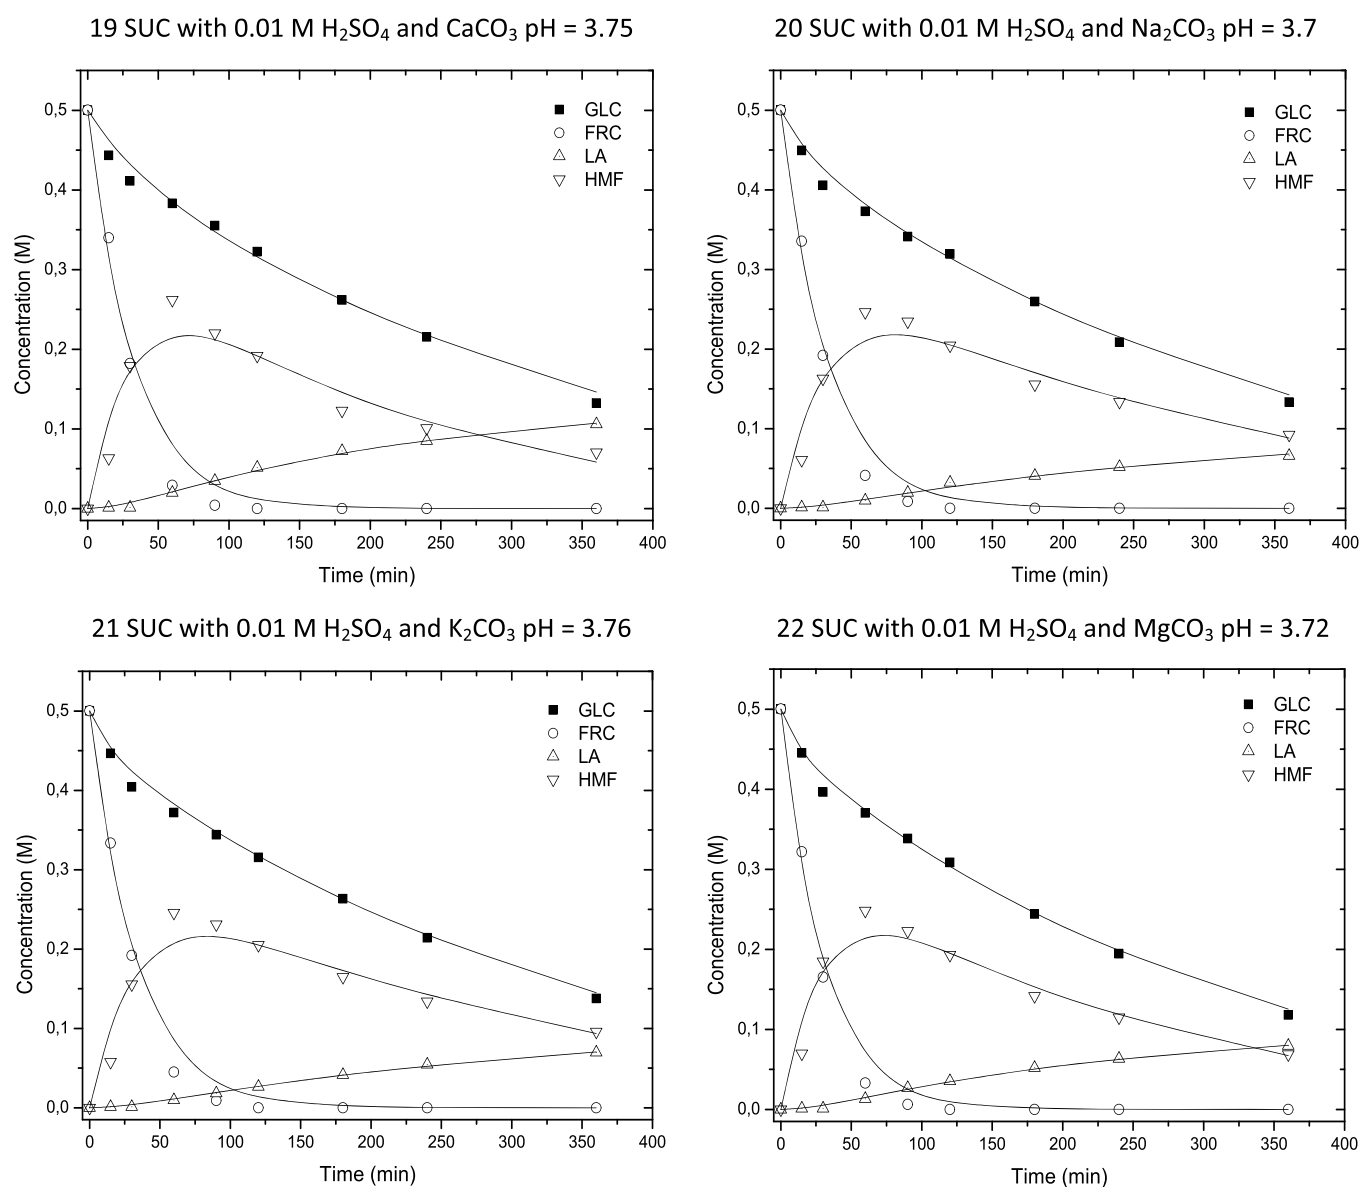 19 SUC with 0.01 M H₂SO₄ and CaCO₃ pH = 3.75
0,5
0,4
0,3
0,2
0,1
0,0
Concentration (M)
GLC
FRC
LA
HMF
0 50 100 150 200 250 300 350 400
Time (min)
20 SUC with 0.01 M H₂SO₄ and Na₂CO₃ pH = 3.7
0,5
0,4
0,3
0,2
0,1
0,0
Concentration (M)
GLC
FRC
LA
HMF
0 50 100 150 200 250 300 350 400
Time (min)
21 SUC with 0.01 M H₂SO₄ and K₂CO₃ pH = 3.76
0,5
0,4
0,3
0,2
0,1
0,0
Concentration (M)
GLC
FRC
LA
HMF
0 50 100 150 200 250 300 350 400
Time (min)
22 SUC with 0.01 M H₂SO₄ and MgCO₃ pH = 3.72
0,5
0,4
0,3
0,2
0,1
0,0
Concentration (M)
GLC
FRC
LA
HMF
0 50 100 150 200 250 300 350 400
Time (min)